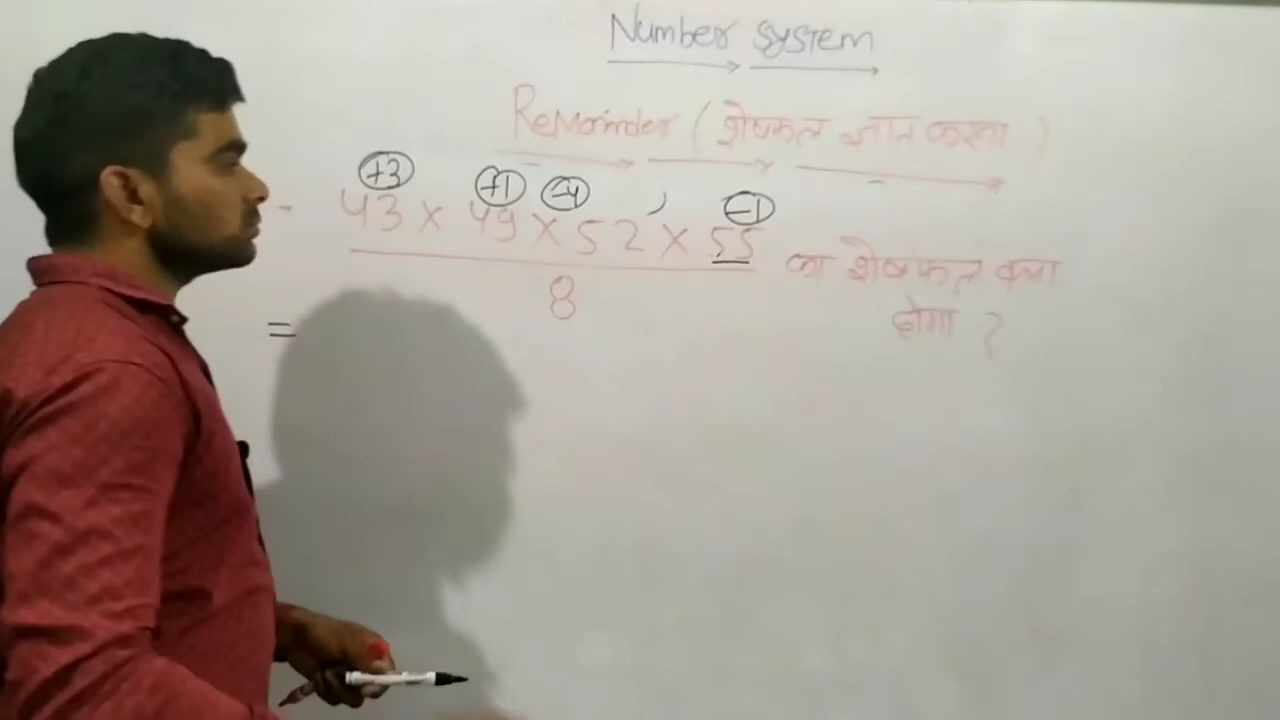 Number System
Remainder (शेषफल ज्ञात करना)
+3 +1 -4 -1
43 x 49 x 52 x 55 का शेषफल क्या
8 होगा ?
=